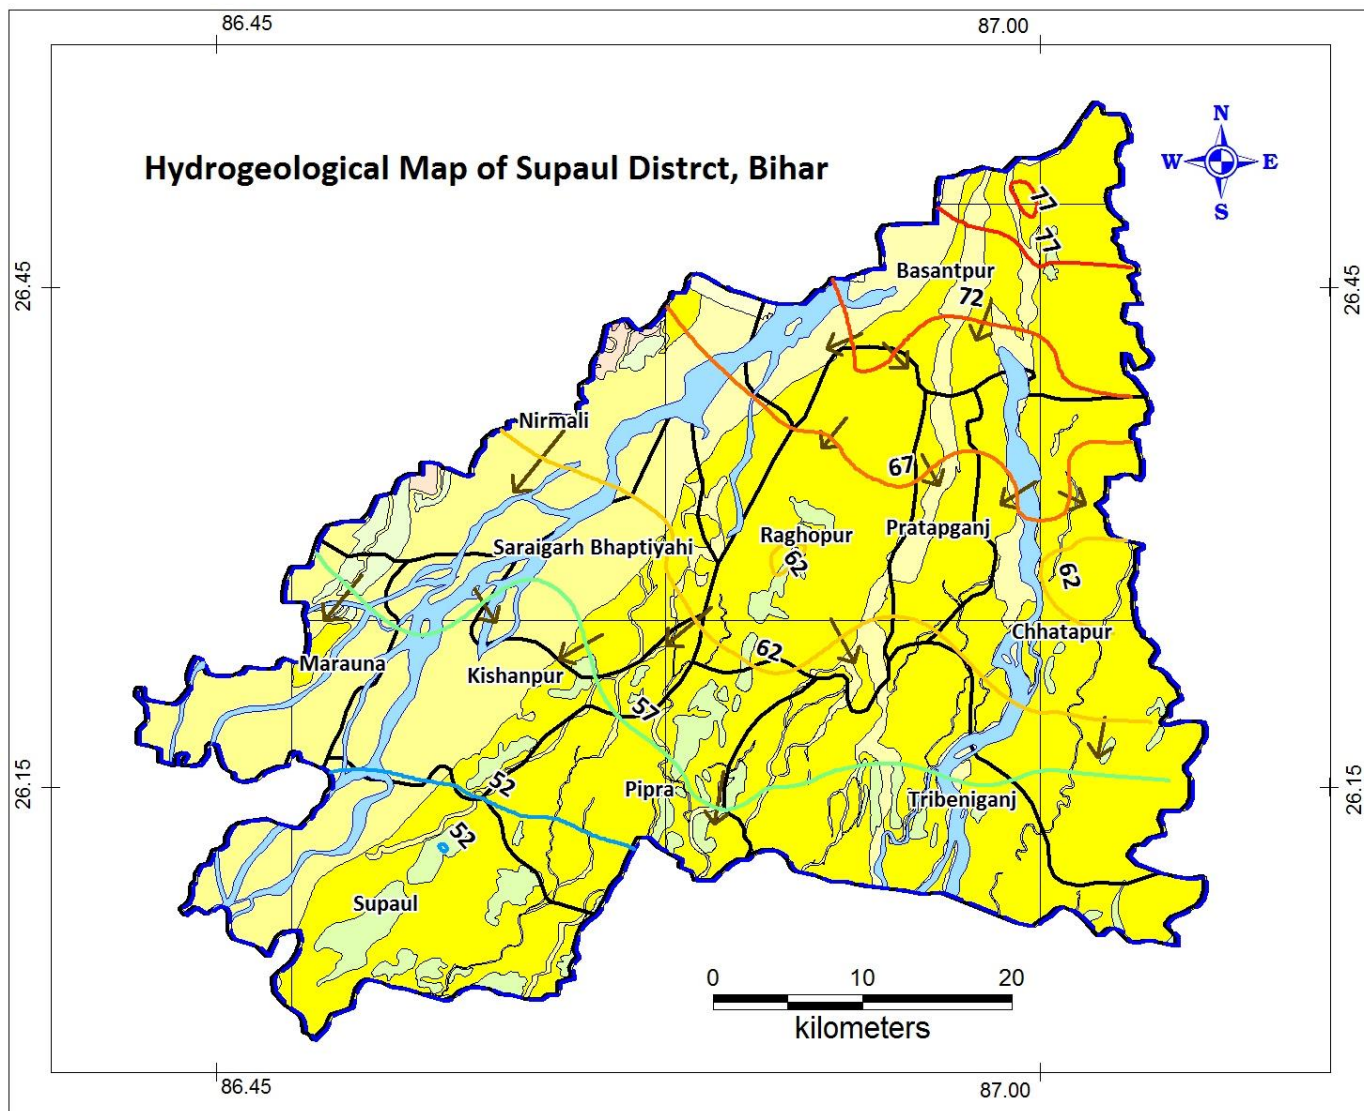 86.45
87.00
Hydrogeological Map of Supaul Distrct, Bihar
N
W
E
S
77
77
26.45
26.45
Basantpur
72
Nirmali
67
Raghopur
Pratapganj
Saraigarh Bhaptiyahi
62
62
Chhatapur
Marauna
62
Kishanpur
57
26.15
26.15
52
Pipra
Tribeniganj
52
Supaul
0
10
20
kilometers
86.45
87.00